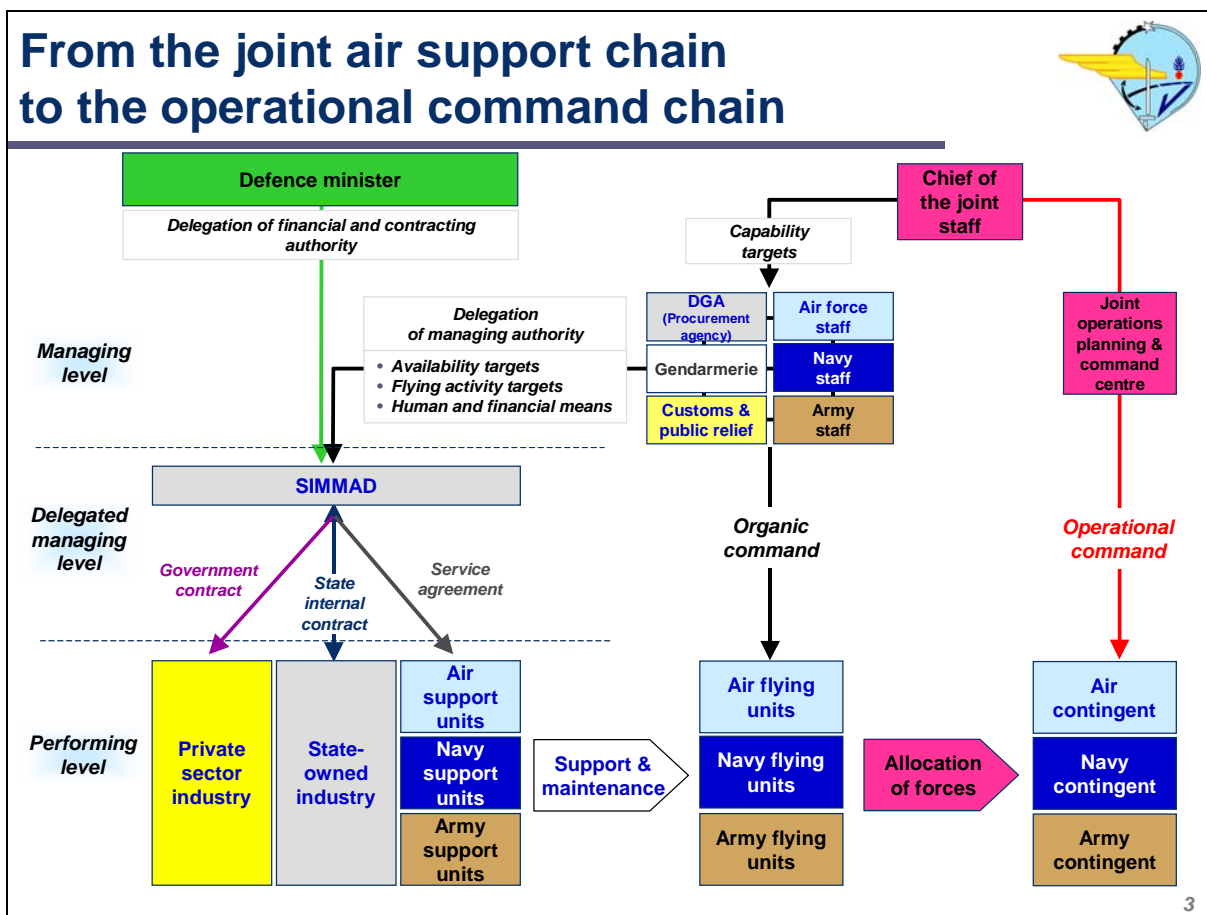 From the joint air support chain
to the operational command chain
Defence minister
Delegation of financial and contracting
authority
Chief of
the joint
staff
Capability
targets
Managing
level
Delegation
of managing authority
• Availability targets
• Flying activity targets
• Human and financial means
DGA
(Procurement
agency)
Air force
staff
Gendarmerie
Navy
staff
Customs &
public relief
Army
staff
Joint
operations
planning &
command
centre
Delegated
managing
level
SIMMAD
Government
contract
State
internal
contract
Service
agreement
Organic
command
Operational
command
Performing
level
Private
sector
industry
State-
owned
industry
Air
support
units
Navy
support
units
Army
support
units
Support &
maintenance
Air flying
units
Navy flying
units
Army flying
units
Allocation
of forces
Air
contingent
Navy
contingent
Army
contingent
3